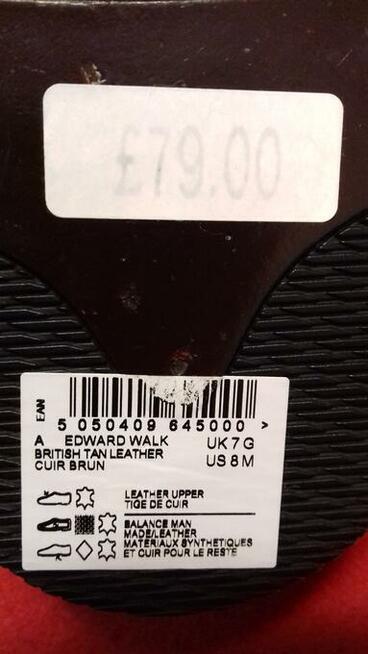 £79.00
EAN
5 050409 645000 >
A EDWARD WALK UK 7 G
BRITISH TAN LEATHER US 8 M
CUIR BRUN
LEATHER UPPER
TIGE DE CUIR
BALANCE MAN
MADE/LEATHER
MATERIAUX SYNTHETIQUES
ET CUIR POUR LE RESTE